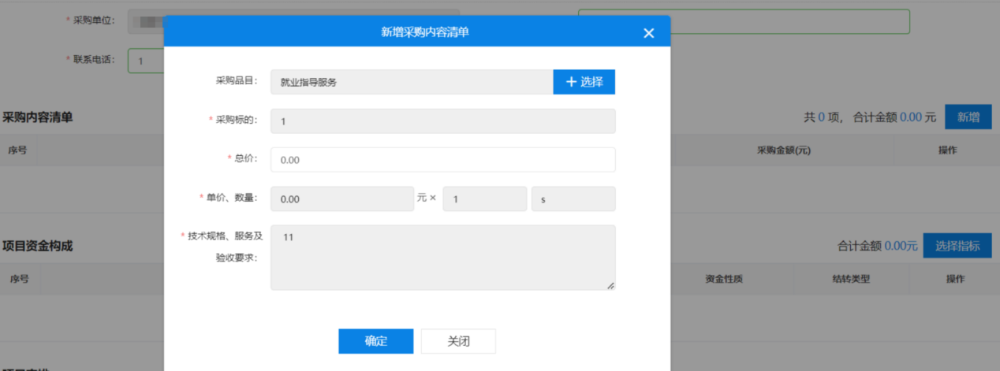 * 采购单位:
新增采购内容清单
* 联系电话: 1
采购品目: 就业指导服务 + 选择
* 采购标的: 1
采购内容清单 共 0 项, 合计金额 0.00 元 新增
序号 采购金额(元) 操作
* 总价: 0.00
* 单价、数量: 0.00 元 × 1 s
* 技术规格、服务及
验收要求: 11
项目资金构成 合计金额 0.00元 选择指标
序号 资金性质 结转类型 操作
确定 关闭